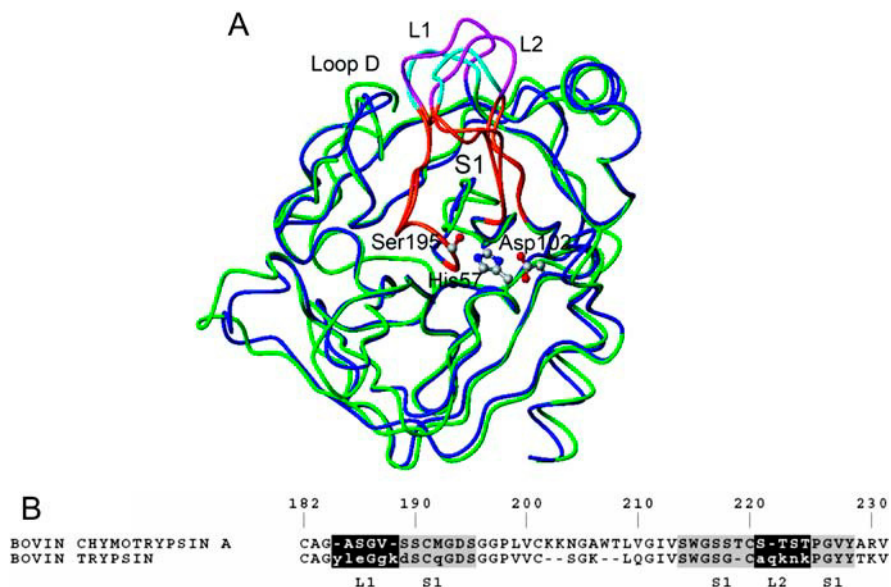 A
L1
L2
Loop D
S1
Ser195
Asp102
His57
B
182 190 200 210 220 230
BOVIN CHYMOTRYPSIN A CAG-ASGV-SSCMGDSGGPLVCKKNGAWTLVGIVSWGSSTCS-TSTPGVYARV
BOVIN TRYPSIN CAGyleGgkdSCqGDSGGPVVC--SGK--LQGIVSWGSG-CaqknkPGYYTKV
L1 S1 S1 L2 S1